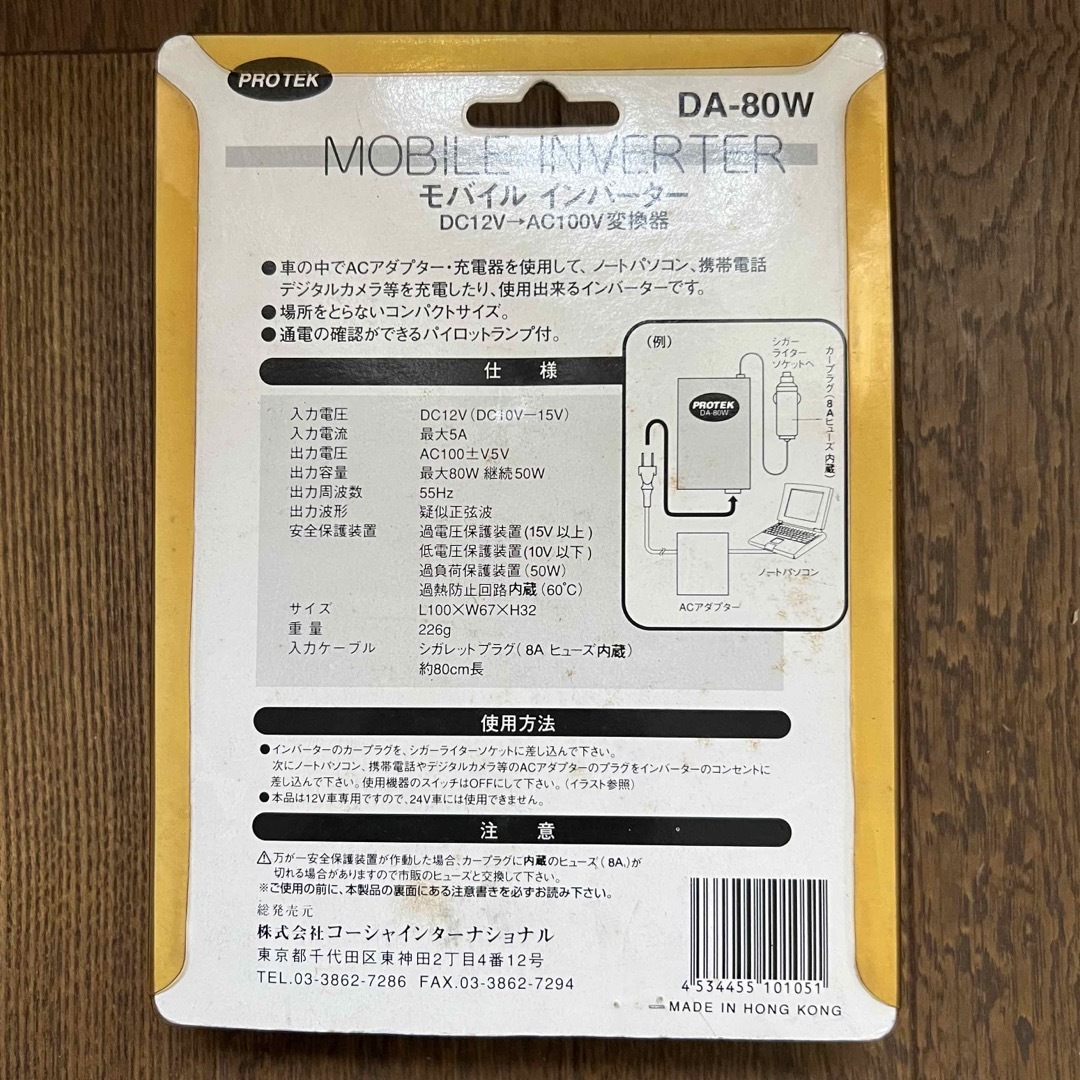 PROTEK
DA-80W
MOBILE INVERTER
モバイル インバーター
DC12V→AC100V変換器
●車の中でACアダプター・充電器を使用して、ノートパソコン、携帯電話
デジタルカメラ等を充電したり、使用出来るインバーターです。
●場所をとらないコンパクトサイズ。
●通電の確認ができるパイロットランプ付。
仕 様
入力電圧 DC12V(DC10V－15V)
入力電流 最大5A
出力電圧 AC100±V5V
出力容量 最大80W 継続50W
出力周波数 55Hz
出力波形 疑似正弦波
安全保護装置 過電圧保護装置(15V以上)
低電圧保護装置(10V以下)
過負荷保護装置(50W)
過熱防止回路内蔵(60℃)
サイズ L100×W67×H32
重量 226g
入力ケーブル シガレットプラグ(8A ヒューズ内蔵)
約80cm長
(例)
シガー
ライター
ソケットへ
カープラグ(8Aヒューズ内蔵)
PROTEK
DA-80W
ノートパソコン
ACアダプター
使用方法
●インバーターのカープラグを、シガーライターソケットに差し込んで下さい。
次にノートパソコン、携帯電話やデジタルカメラ等のACアダプターのプラグをインバーターのコンセントに
差し込んで下さい。使用機器のスイッチはOFFにして下さい。(イラスト参照)
●本品は12V車専用ですので、24V車には使用できません。
注 意
⚠万が一安全保護装置が作動した場合、カープラグに内蔵のヒューズ(8A,)が
切れる場合がありますので市販のヒューズと交換して下さい。
※ご使用の前に、本製品の裏面にある注意書きを必ずお読み下さい。
総発売元
株式会社コーシャインターナショナル
東京都千代田区東神田2丁目4番12号
TEL.03-3862-7286 FAX.03-3862-7294
4 534455 101051
MADE IN HONG KONG